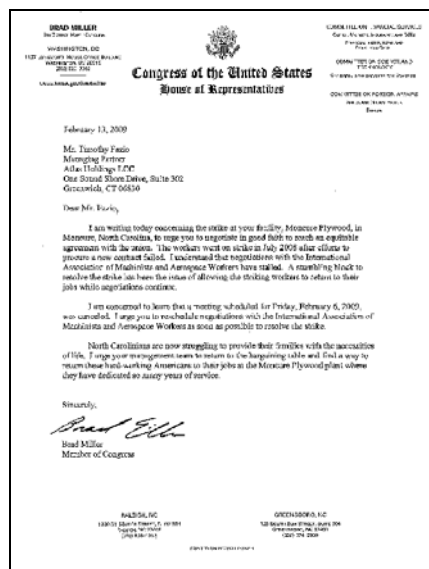 BRAD MILLER
WASHINGTON, DC
Congress of the United States
House of Representatives
COMMITTEE ON FOREIGN AFFAIRS
February 13, 2009
Mr. Timothy Fazio
Managing Partner
Atlas Holdings LLC
One Sound Shore Drive, Suite 302
Greenwich, CT 06830
Dear Mr. Fazio,
I am writing today concerning the strike at your facility, Moncure Plywood, in
Moncure, North Carolina, to urge you to negotiate in good faith to reach an equitable
agreement with the union. The workers went on strike in July 2008 after efforts to
procure a new contract failed. I understand that negotiations with the International
Association of Machinists and Aerospace Workers have stalled. A stumbling block to
resolve the strike has been the issue of allowing the striking workers to return to their
jobs while negotiations continue.
I am concerned to learn that a meeting scheduled for Friday, February 6, 2009,
was canceled. I urge you to reschedule negotiations with the International Association of
Machinists and Aerospace Workers as soon as possible to resolve the strike.
North Carolinians are now struggling to provide their families with the necessities
of life. I urge your management team to return to the bargaining table and find a way to
return these hard-working Americans to their jobs at the Moncure Plywood plant where
they have dedicated so many years of service.
Sincerely,
Brad Miller
Member of Congress
RALEIGH, NC
GREENSBORO, NC